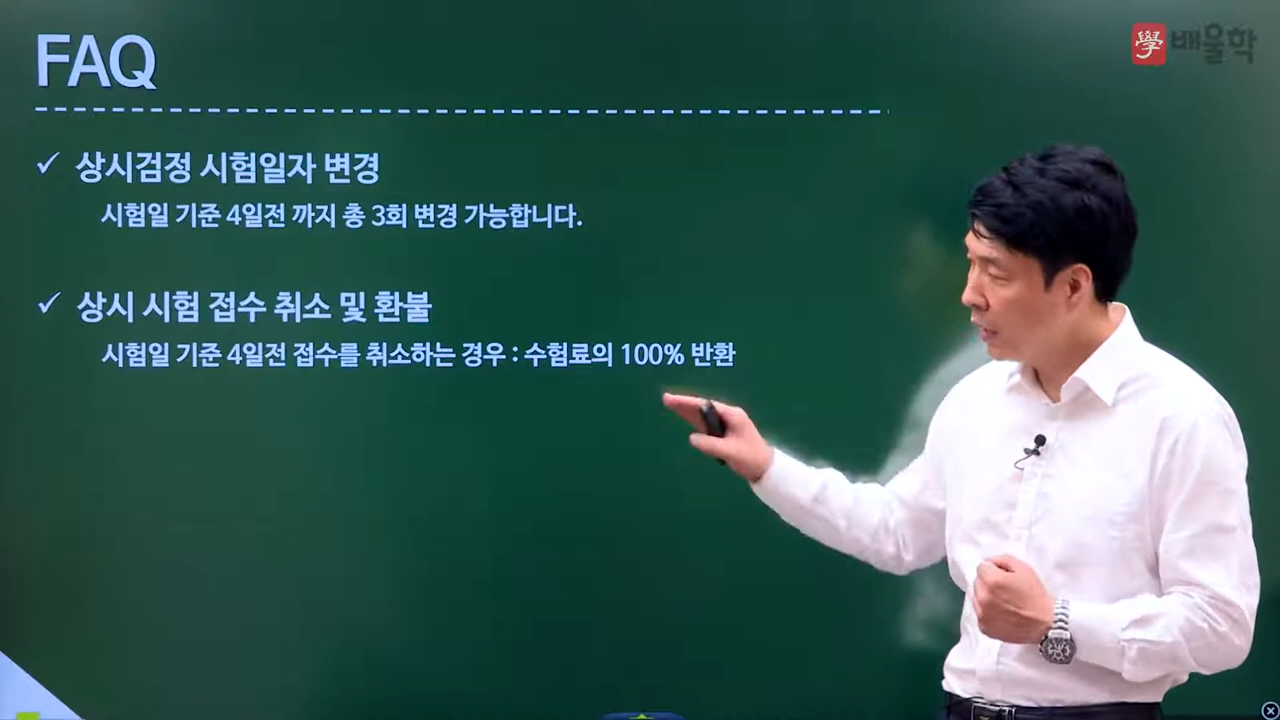 FAQ
學 배울학
✓ 상시검정 시험일자 변경
시험일 기준 4일전 까지 총 3회 변경 가능합니다.
✓ 상시 시험 접수 취소 및 환불
시험일 기준 4일전 접수를 취소하는 경우 : 수험료의 100% 반환